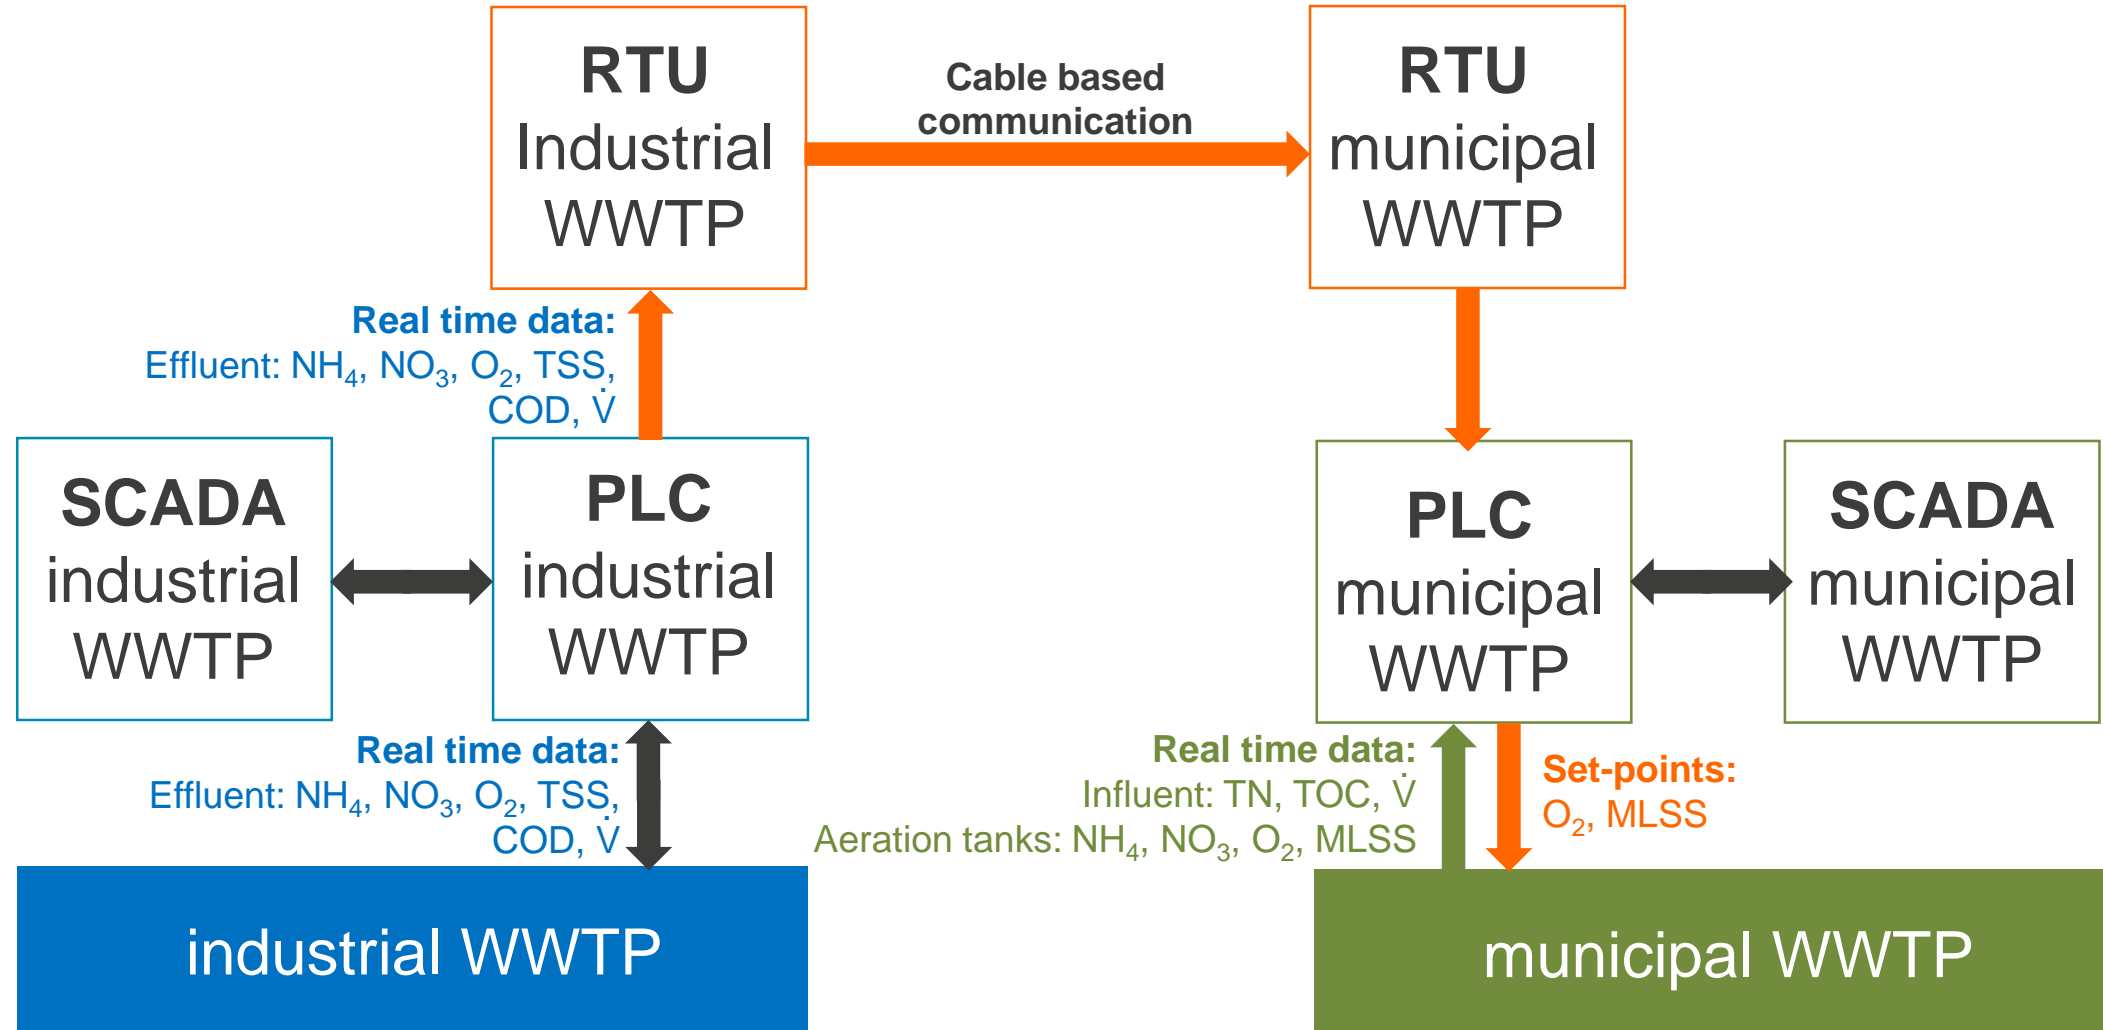 RTU
Industrial
WWTP
Cable based
communication
RTU
municipal
WWTP
Real time data:
Effluent: NH₄, NO₃, O₂, TSS,
COD, V̇
SCADA
industrial
WWTP
PLC
industrial
WWTP
PLC
municipal
WWTP
SCADA
municipal
WWTP
Real time data:
Effluent: NH₄, NO₃, O₂, TSS,
COD, V̇
Real time data:
Influent: TN, TOC, V̇
Aeration tanks: NH₄, NO₃, O₂, MLSS
Set-points:
O₂, MLSS
industrial WWTP
municipal WWTP